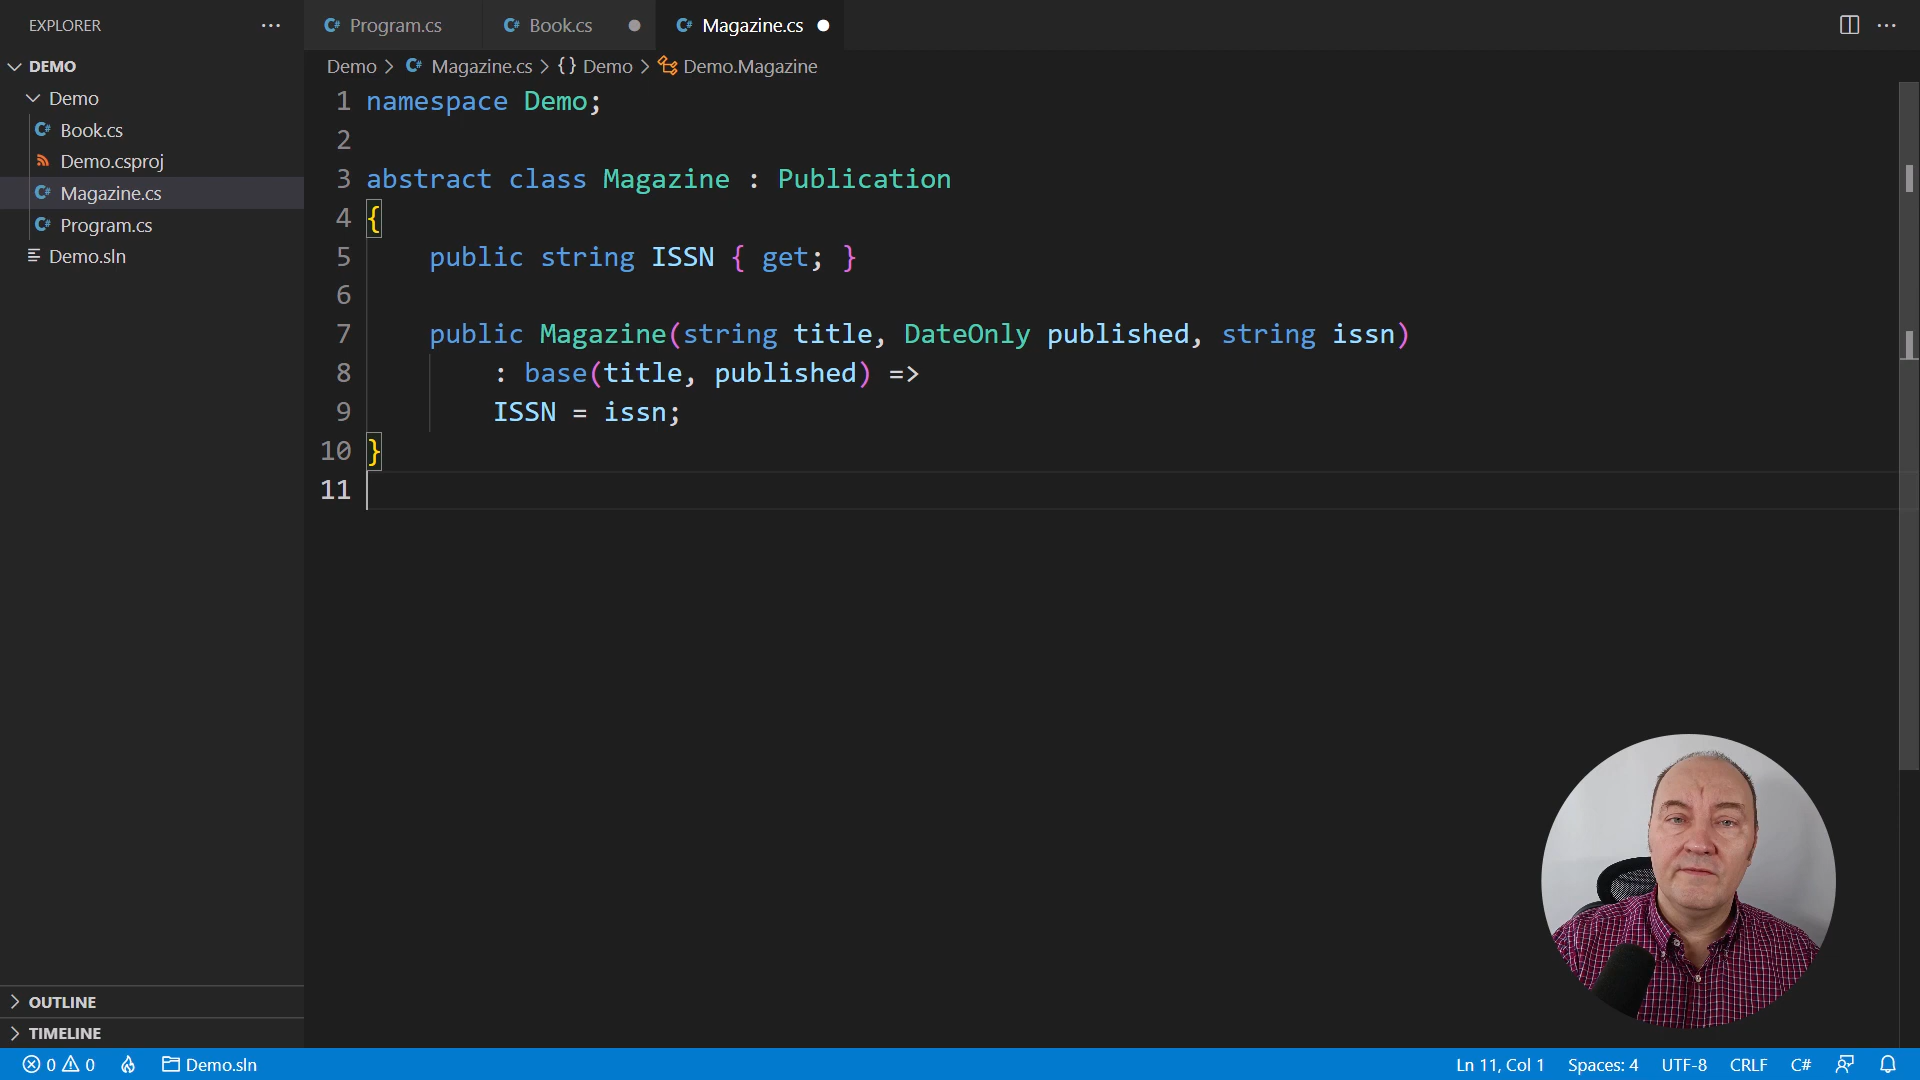 EXPLORER
DEMO
Demo
C# Book.cs
Demo.csproj
C# Magazine.cs
C# Program.cs
Demo.sln
OUTLINE
TIMELINE
C# Program.cs C# Book.cs C# Magazine.cs
Demo > C# Magazine.cs > {} Demo > Demo.Magazine
1 namespace Demo;
2
3 abstract class Magazine : Publication
4 {
5 public string ISSN { get; }
6
7 public Magazine(string title, DateOnly published, string issn)
8 : base(title, published) =>
9 ISSN = issn;
10 }
11
0 0 Demo.sln Ln 11, Col 1 Spaces: 4 UTF-8 CRLF C#